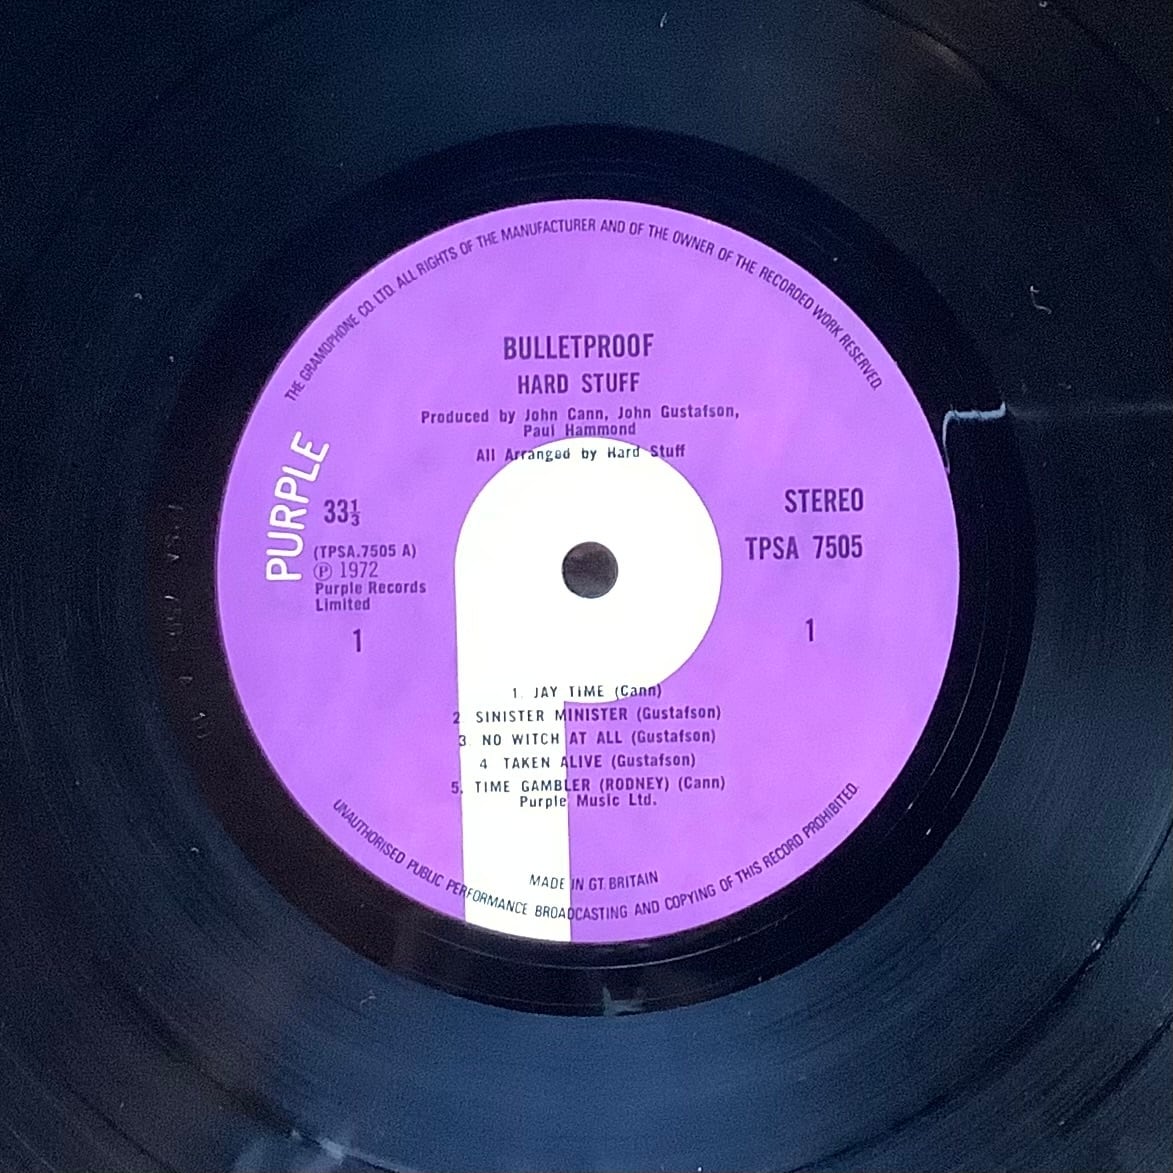 THE GRAMOPHONE CO. LTD. ALL RIGHTS OF THE MANUFACTURER AND OF THE OWNER OF THE RECORDED WORK RESERVED.
BULLETPROOF
HARD STUFF
Produced by John Cann, John Gustafson,
Paul Hammond
All Arranged by Hard Stuff
PURPLE
33⅓
(TPSA.7505 A)
Ⓟ 1972
Purple Records
Limited
1
STEREO
TPSA 7505
1
1. JAY TIME (Cann)
2. SINISTER MINISTER (Gustafson)
3. NO WITCH AT ALL (Gustafson)
4 TAKEN ALIVE (Gustafson)
5. TIME GAMBLER (RODNEY) (Cann)
Purple Music Ltd.
MADE IN GT. BRITAIN
UNAUTHORISED PUBLIC PERFORMANCE BROADCASTING AND COPYING OF THIS RECORD PROHIBITED.